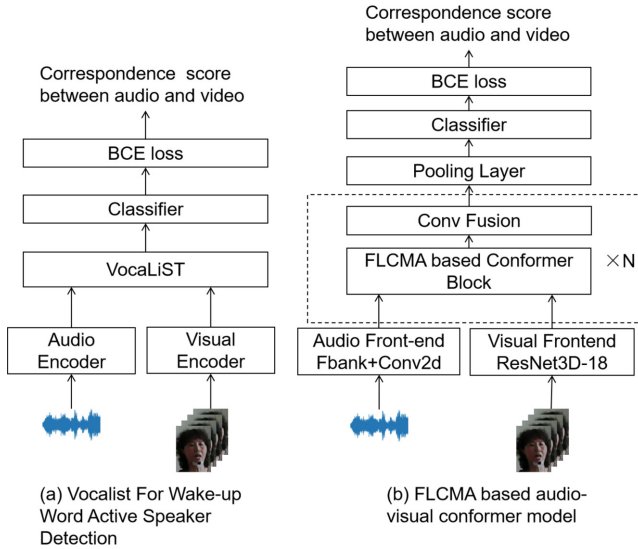 Correspondence score
between audio and video
BCE loss
Classifier
VocaLiST
Audio
Encoder
Visual
Encoder
(a) Vocalist For Wake-up
Word Active Speaker
Detection
Correspondence score
between audio and video
BCE loss
Classifier
Pooling Layer
Conv Fusion
FLCMA based Conformer
Block
×N
Audio Front-end
Fbank+Conv2d
Visual Frontend
ResNet3D-18
(b) FLCMA based audio-
visual conformer model